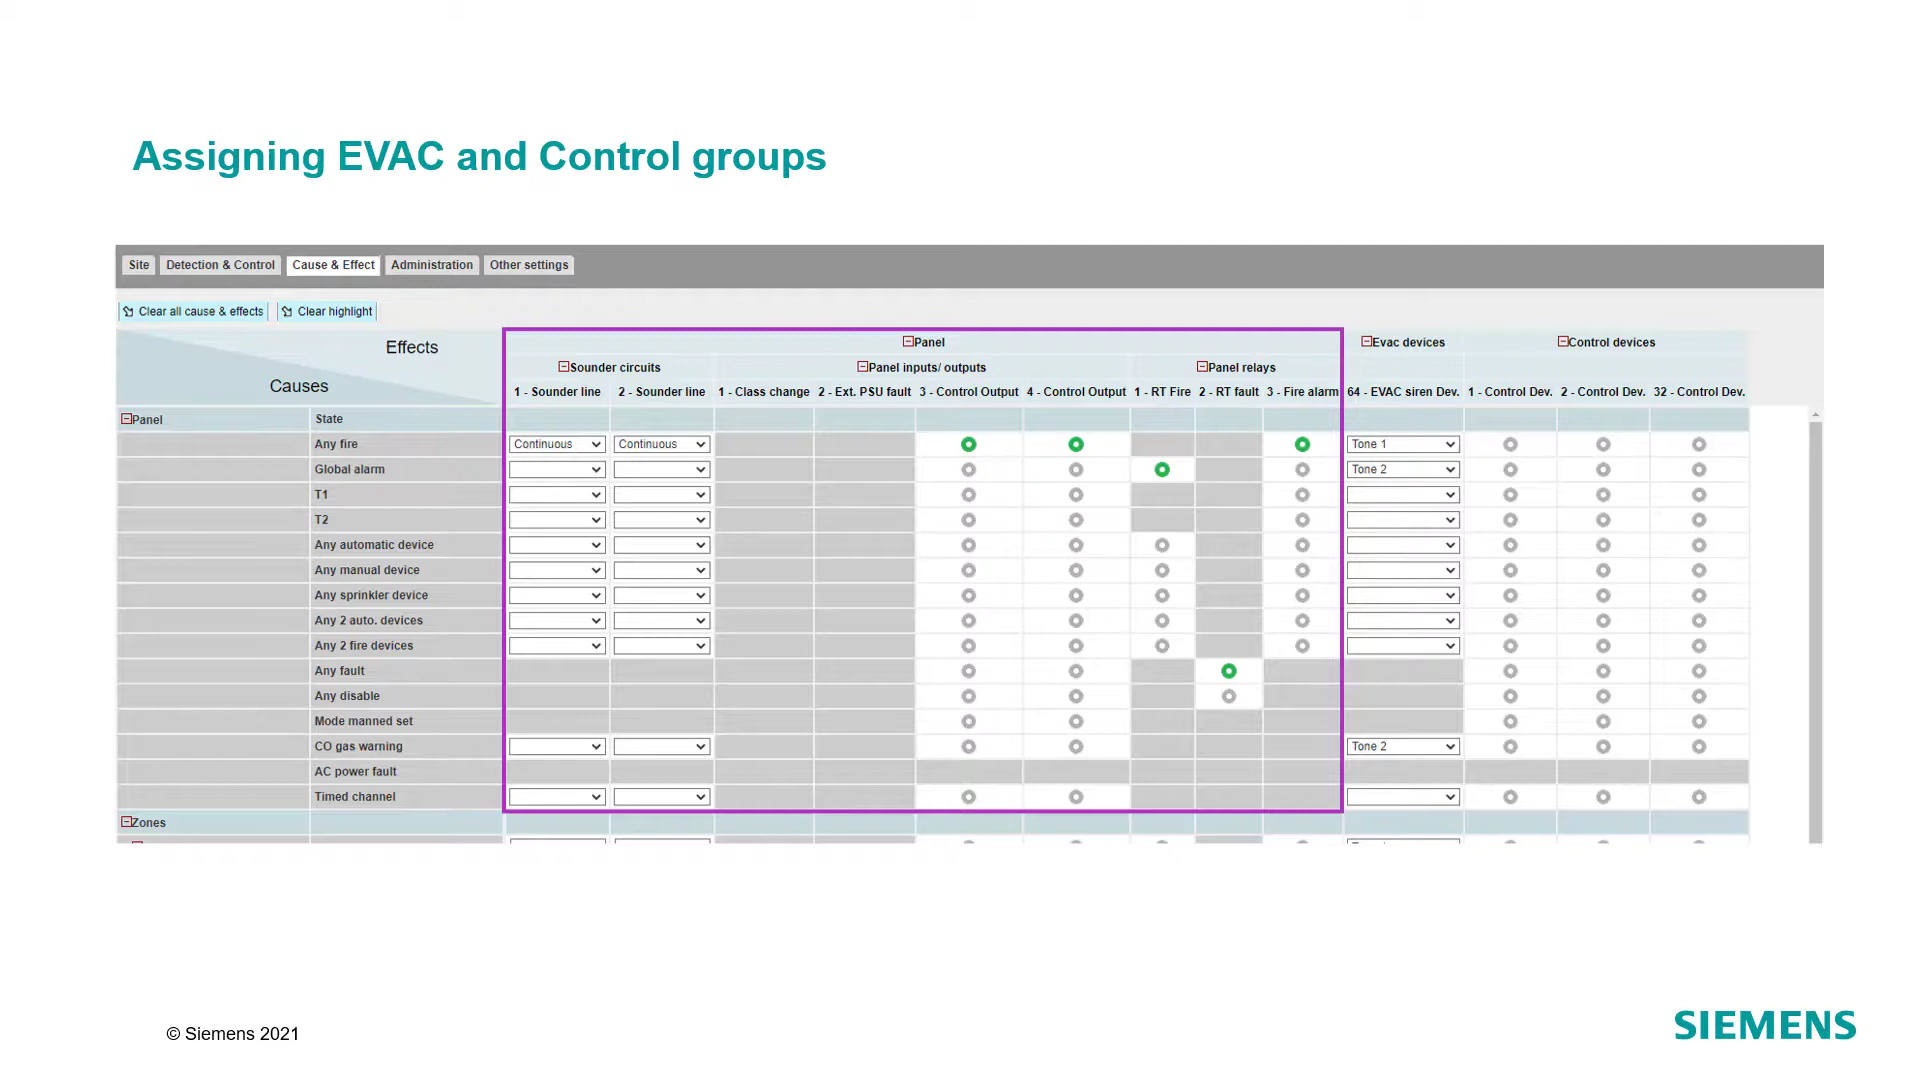 Assigning EVAC and Control groups
Site Detection & Control Cause & Effect Administration Other settings
Clear all cause & effects Clear highlight
Effects
Causes
Panel Evac devices Control devices
Sounder circuits Panel inputs/ outputs Panel relays
1 - Sounder line 2 - Sounder line 1 - Class change 2 - Ext. PSU fault 3 - Control Output 4 - Control Output 1 - RT Fire 2 - RT fault 3 - Fire alarm 64 - EVAC siren Dev. 1 - Control Dev. 2 - Control Dev. 32 - Control Dev.
Panel State
Any fire Continuous Continuous Tone 1
Global alarm Tone 2
T1
T2
Any automatic device
Any manual device
Any sprinkler device
Any 2 auto. devices
Any 2 fire devices
Any fault
Any disable
Mode manned set
CO gas warning Tone 2
AC power fault
Timed channel
Zones
© Siemens 2021
SIEMENS